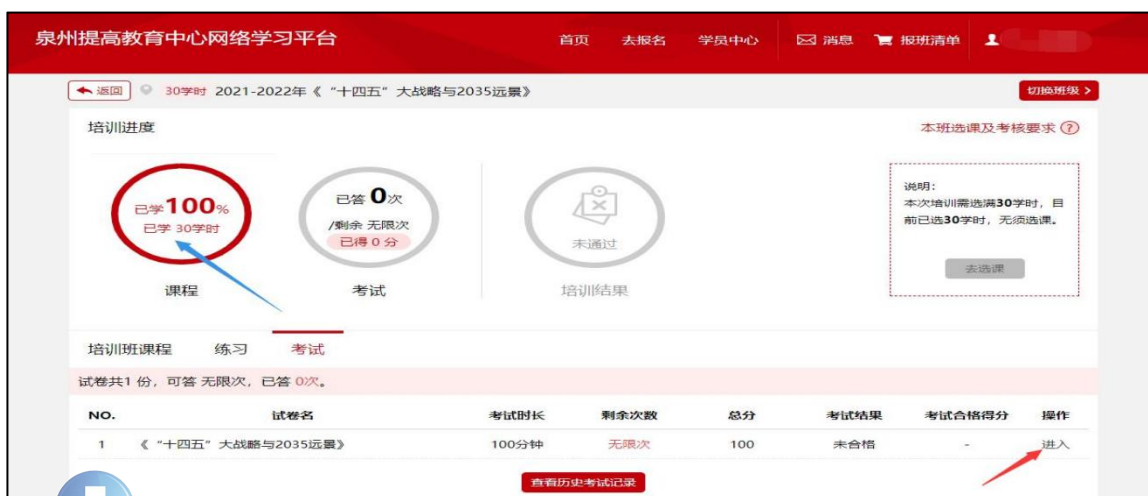 泉州提高教育中心网络学习平台 首页 去报名 学员中心 消息 报班清单
返回 30学时 2021-2022年《“十四五”大战略与2035远景》 切换班级 >
培训进度 本班选课及考核要求 ?
已学100%
已学 30学时
课程
已答 0次
/剩余 无限次
已得 0 分
考试
未通过
培训结果
说明：
本次培训需选满30学时，目
前已选30学时，无须选课。
去选课
培训班课程 练习 考试
试卷共1 份，可答 无限次，已答 0次。
NO. 试卷名 考试时长 剩余次数 总分 考试结果 考试合格得分 操作
1 《“十四五”大战略与2035远景》 100分钟 无限次 100 未合格 - 进入
查看历史考试记录